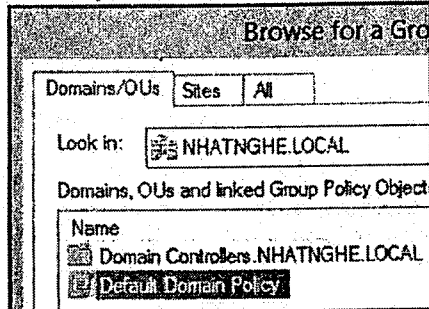 Browse for a Gro
Domains/OUs Sites All
Look in: NHATNGHE.LOCAL
Domains, OUs and linked Group Policy Object
Name
Domain Controllers.NHATNGHE.LOCAL
Default Domain Policy